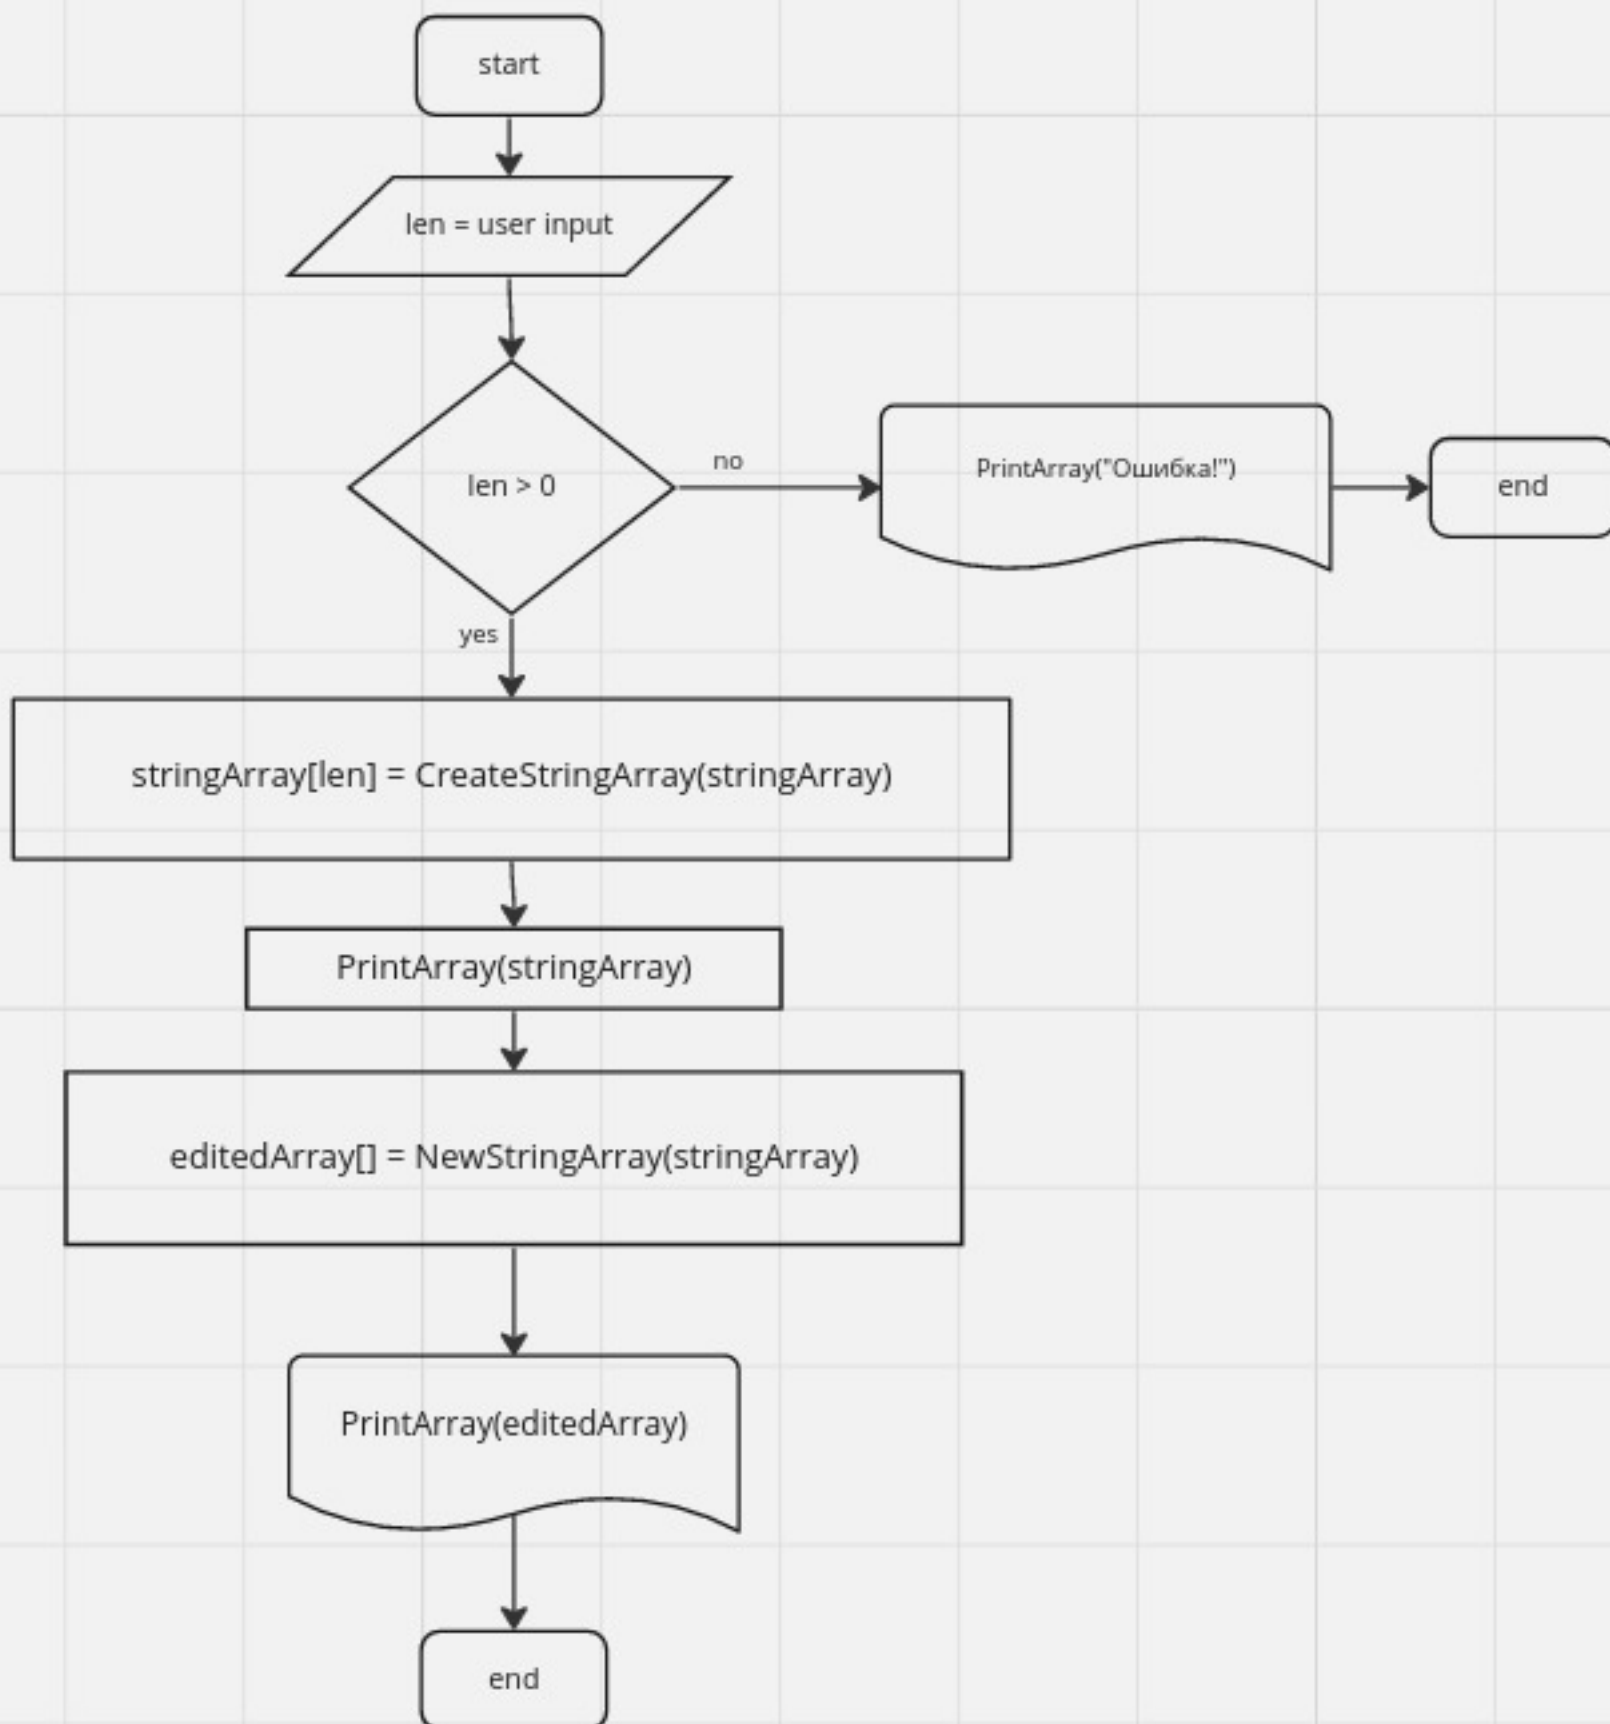 start
len = user input
len > 0
no
PrintArray("Ошибка!")
end
yes
stringArray[len] = CreateStringArray(stringArray)
PrintArray(stringArray)
editedArray[] = NewStringArray(stringArray)
PrintArray(editedArray)
end